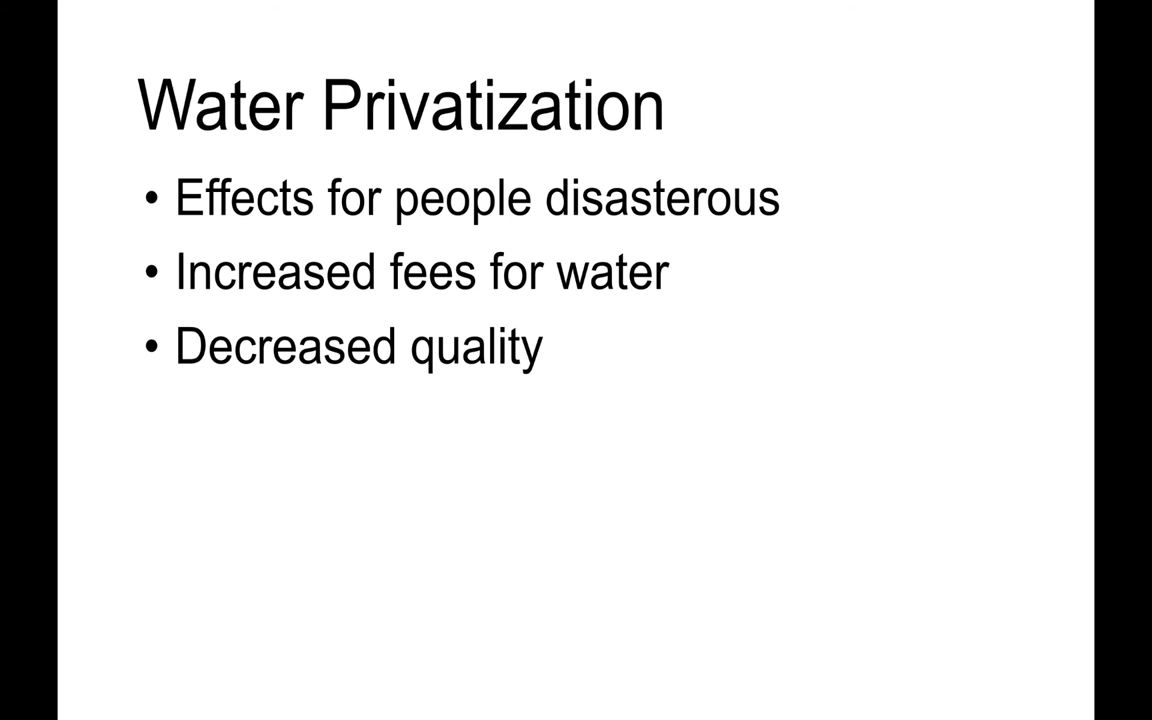 Water Privatization
• Effects for people disasterous
• Increased fees for water
• Decreased quality